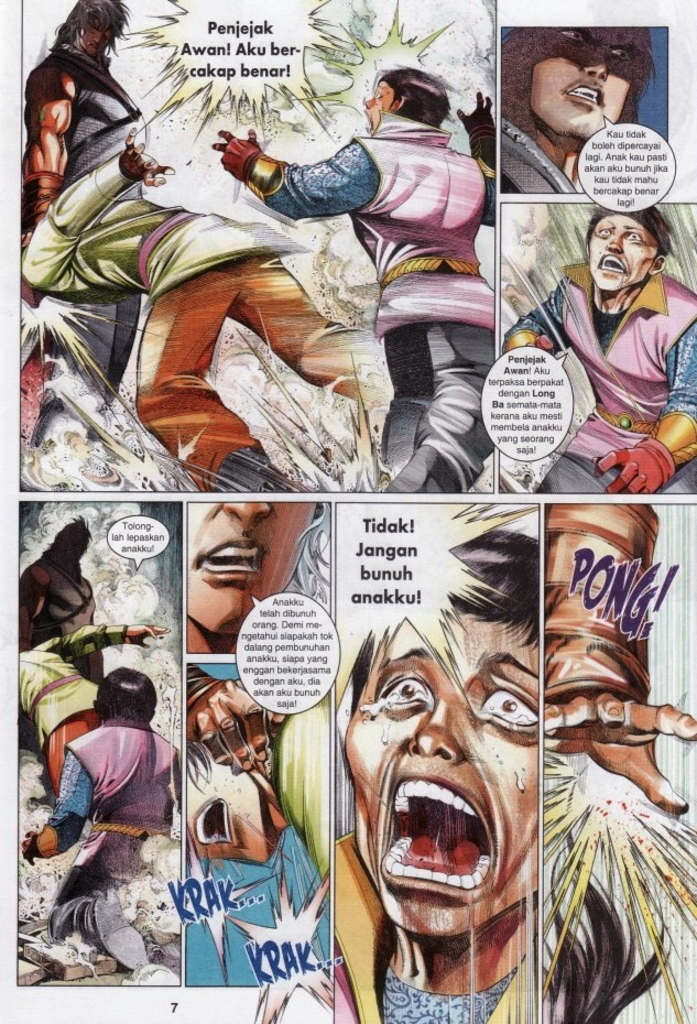 Penjejak
Awan! Aku ber-
cakap benar!
Kau tidak
boleh dipercayai
lagi. Anak kau pasti
akan aku bunuh jika
kau tidak mahu
bercakap benar
lagi!
Penjejak
Awan! Aku
terpaksa berpakat
dengan Long
Ba semata-mata
kerana aku mesti
membela anakku
yang seorang
saja!
Tolong-
lah lepaskan
anakku!
Anakku
telah dibunuh
orang. Demi me-
ngetahui siapakah tok
dalang pembunuhan
anakku, siapa yang
enggan bekerjasama
dengan aku, dia
akan aku bunuh
saja!
KRAK...
KRAK...
Tidak!
Jangan
bunuh
anakku!
PONG!
7